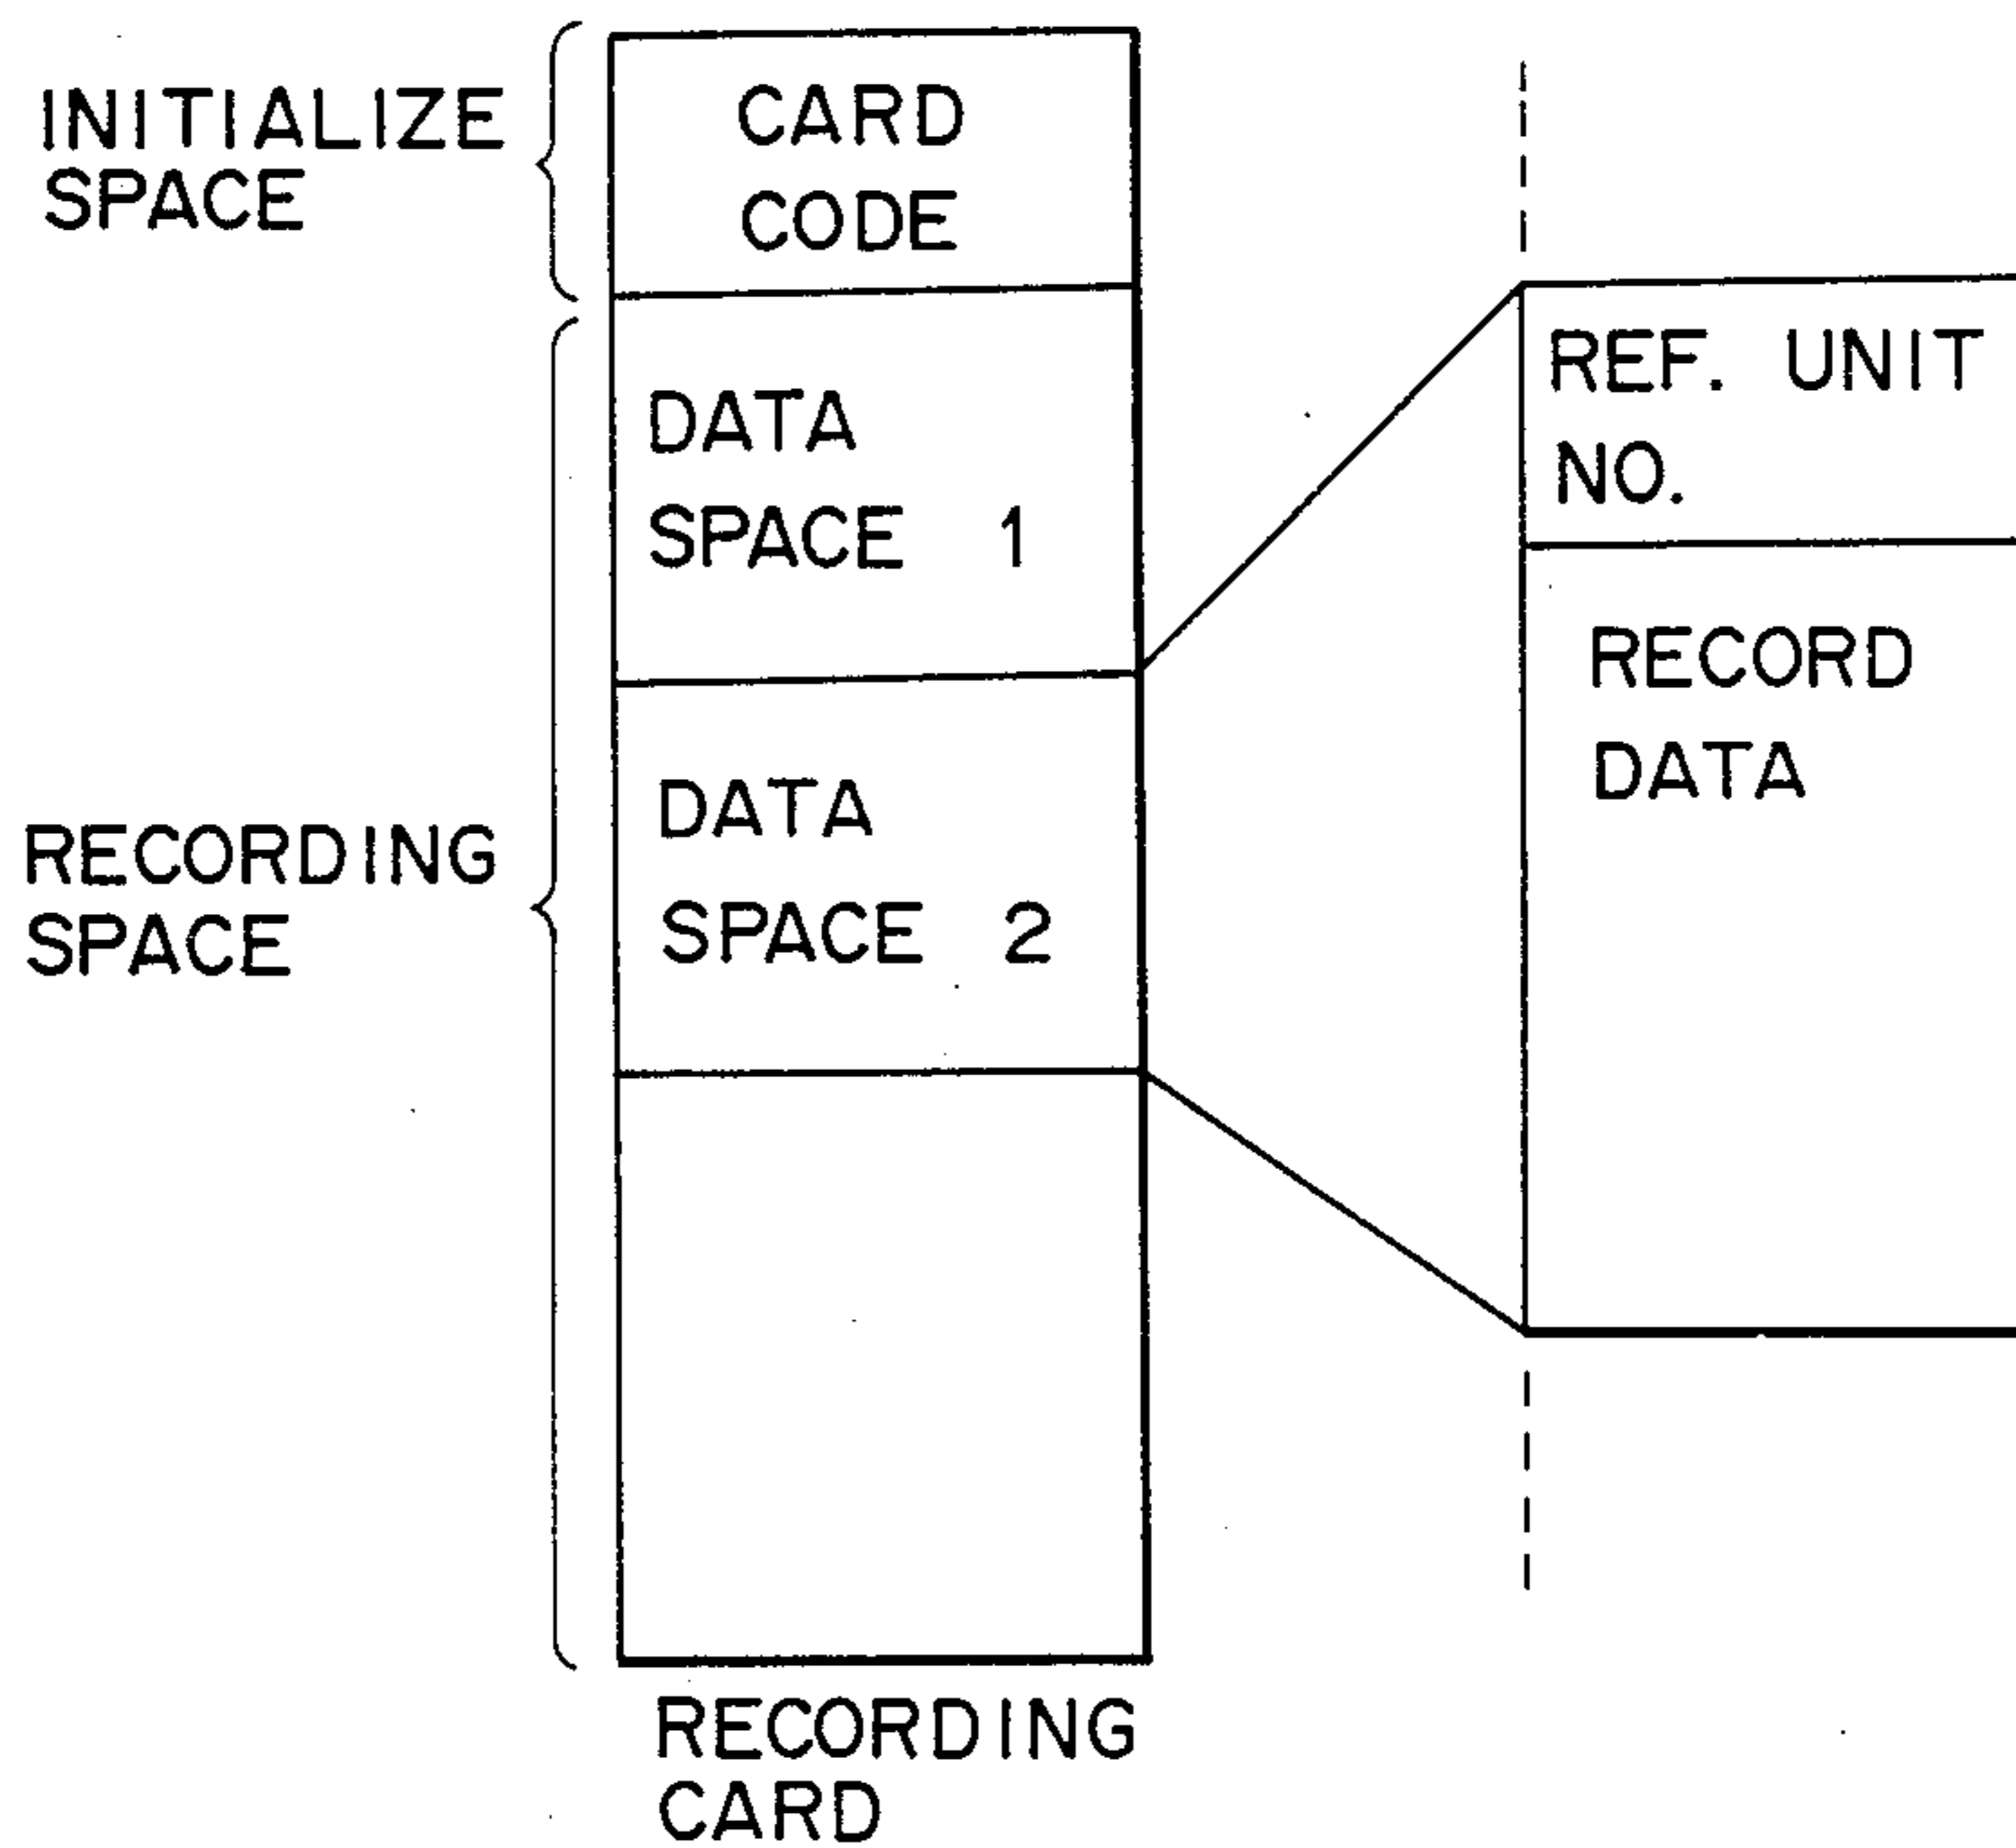 INITIALIZE
SPACE
CARD
CODE
DATA
SPACE 1
DATA
SPACE 2
RECORDING
SPACE
RECORDING
CARD
REF. UNIT
NO.
RECORD
DATA